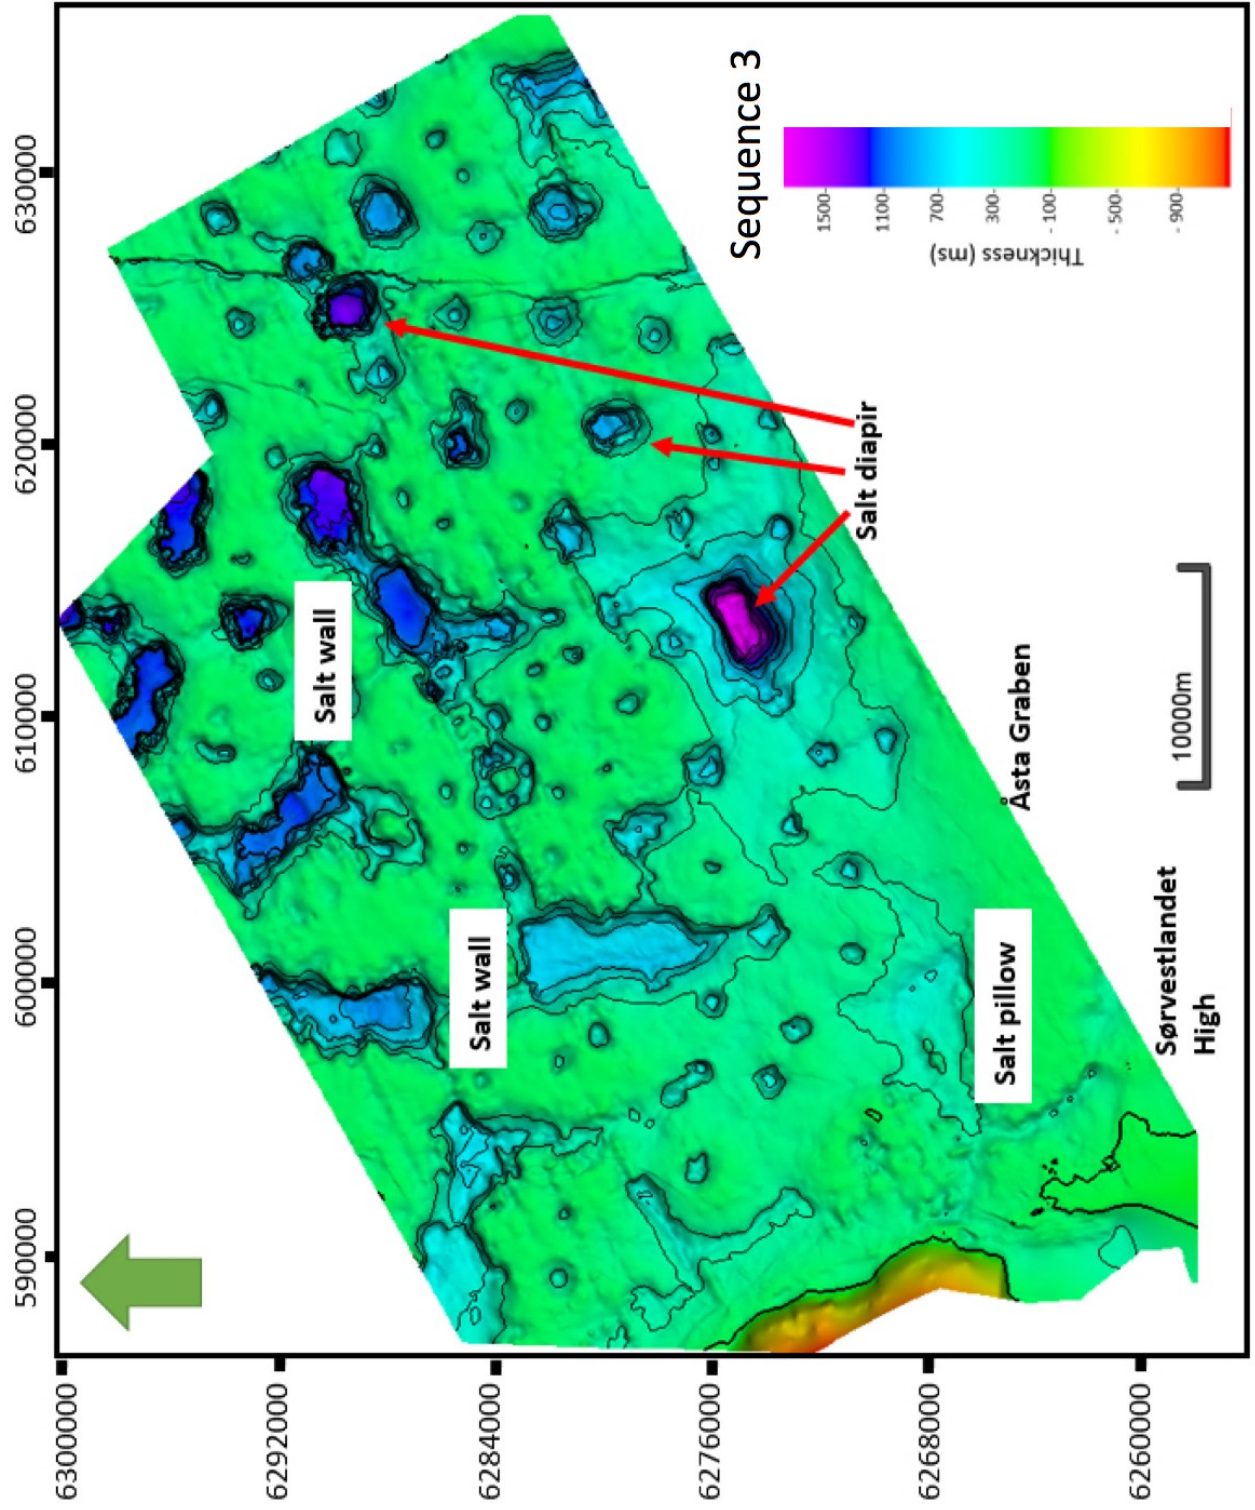 590000
600000
610000
620000
630000
6300000
6292000
6284000
6276000
6268000
6260000
Salt wall
Salt wall
Salt diapir
Salt pillow
Åsta Graben
Sørvestlandet
High
10000m
Sequence 3
1500
1100
700
300
- 100
- 500
- 900
Thickness (ms)